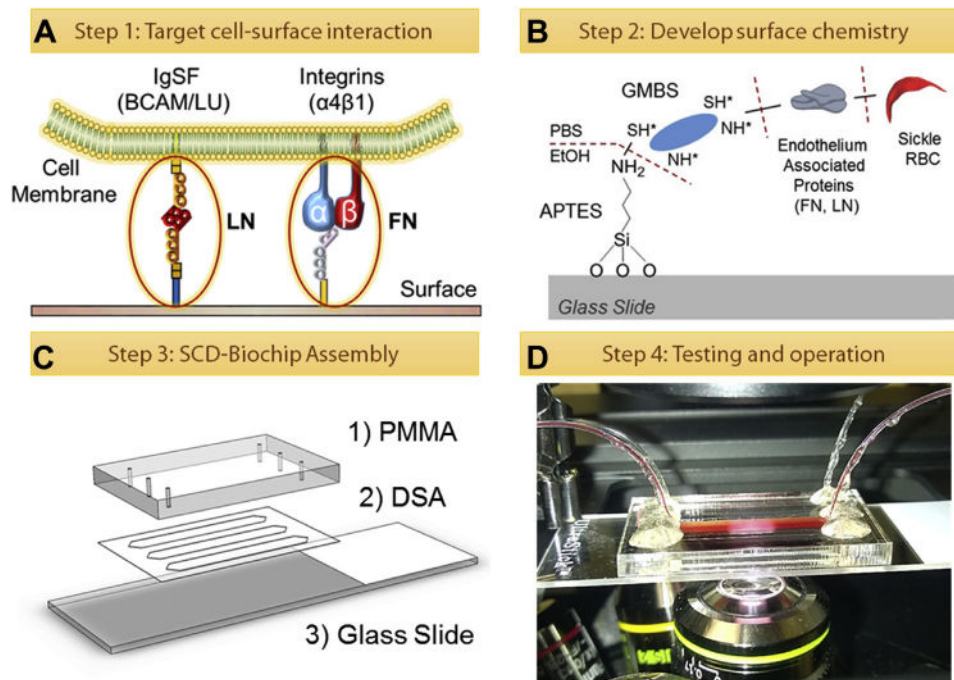 A
Step 1: Target cell-surface interaction
IgSF
(BCAM/LU)
Integrins
(α4β1)
Cell
Membrane
LN
α
β
FN
Surface
B
Step 2: Develop surface chemistry
GMBS
SH*
NH*
SH*
NH*
PBS
EtOH
NH2
Endothelium
Associated
Proteins
(FN, LN)
Sickle
RBC
APTES
Si
O O O
Glass Slide
C
Step 3: SCD-Biochip Assembly
1) PMMA
2) DSA
3) Glass Slide
D
Step 4: Testing and operation